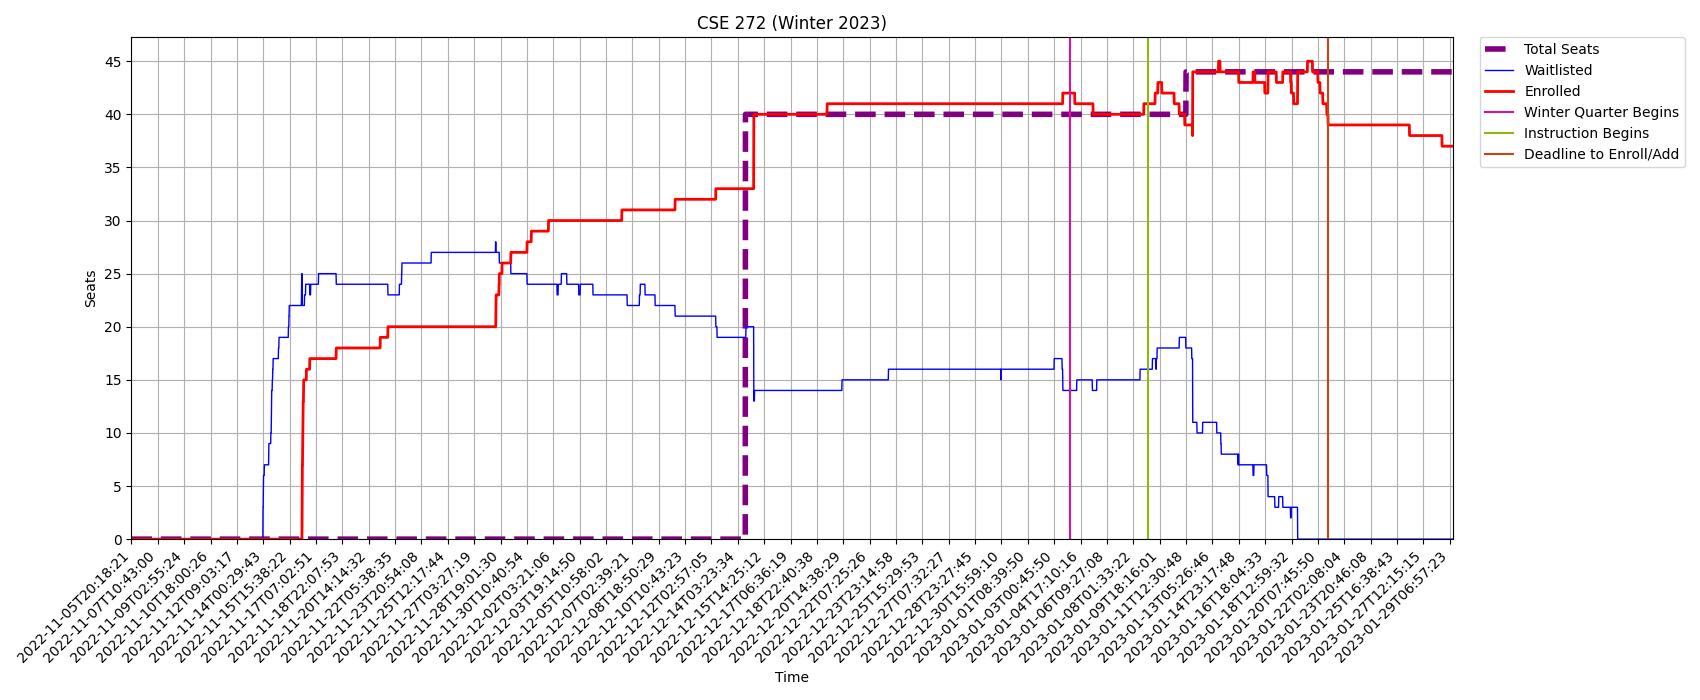 CSE 272 (Winter 2023)
Total Seats
Waitlisted
Enrolled
Winter Quarter Begins
Instruction Begins
Deadline to Enroll/Add
Seats
45
40
35
30
25
20
15
10
5
0
2022-11-05T20:18:21
2022-11-07T10:43:00
2022-11-09T02:55:24
2022-11-10T18:00:26
2022-11-12T09:03:17
2022-11-14T00:29:43
2022-11-15T15:38:22
2022-11-17T07:02:51
2022-11-18T22:07:53
2022-11-20T14:14:32
2022-11-22T05:38:35
2022-11-23T20:54:08
2022-11-25T12:17:44
2022-11-27T03:27:19
2022-11-28T19:01:30
2022-11-30T10:40:54
2022-12-02T03:21:06
2022-12-03T19:14:50
2022-12-05T10:58:02
2022-12-07T02:39:21
2022-12-08T18:50:29
2022-12-10T10:43:23
2022-12-12T02:57:05
2022-12-14T03:23:34
2022-12-15T14:25:12
2022-12-17T06:36:19
2022-12-18T22:40:38
2022-12-20T14:38:29
2022-12-22T07:25:26
2022-12-23T23:14:58
2022-12-25T15:29:53
2022-12-27T07:32:27
2022-12-28T23:27:45
2022-12-30T15:59:10
2023-01-01T08:39:50
2023-01-03T00:45:50
2023-01-04T17:10:16
2023-01-06T09:27:08
2023-01-08T01:33:22
2023-01-09T18:16:01
2023-01-11T12:30:48
2023-01-13T05:26:46
2023-01-14T23:17:48
2023-01-16T18:04:33
2023-01-18T12:59:32
2023-01-20T07:45:50
2023-01-22T02:08:04
2023-01-23T20:46:08
2023-01-25T16:38:43
2023-01-27T12:15:15
2023-01-29T06:57:23
Time